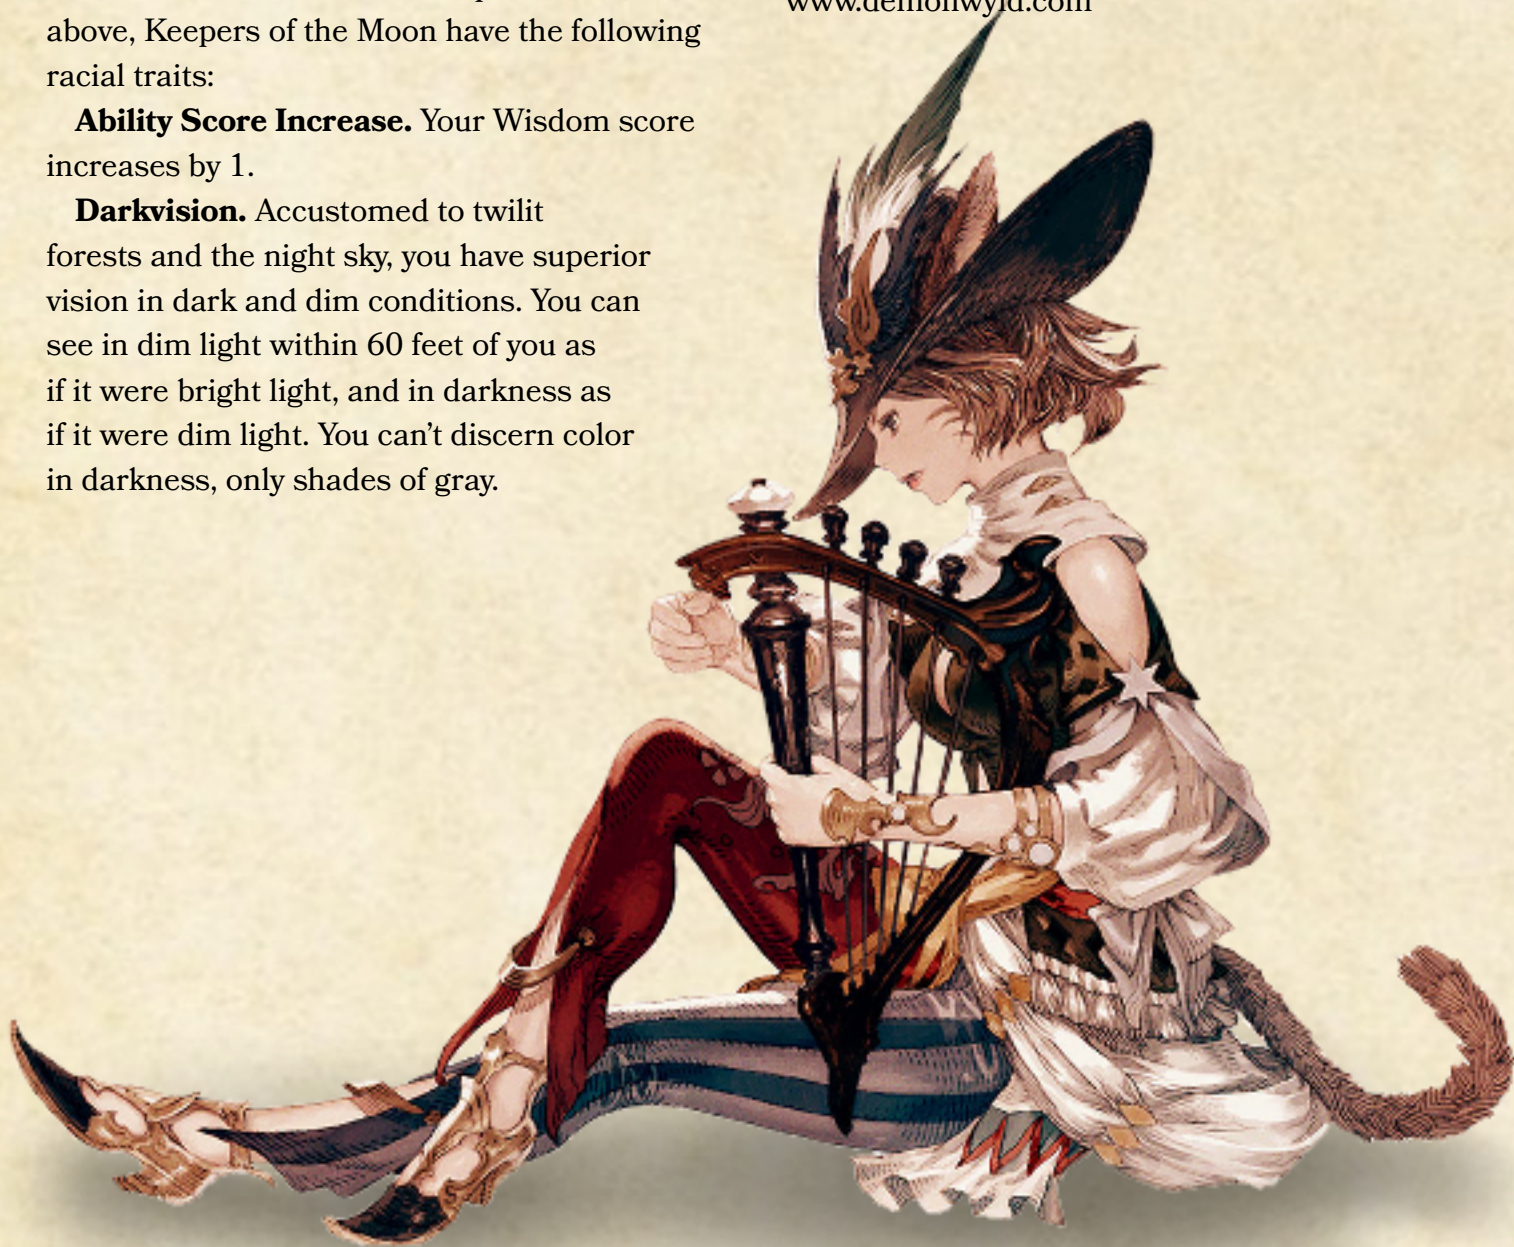 above, Keepers of the Moon have the following
racial traits:
Ability Score Increase. Your Wisdom score
increases by 1.
Darkvision. Accustomed to twilit
forests and the night sky, you have superior
vision in dark and dim conditions. You can
see in dim light within 60 feet of you as
if it were bright light, and in darkness as
if it were dim light. You can’t discern color
in darkness, only shades of gray.
www.demonwyld.com